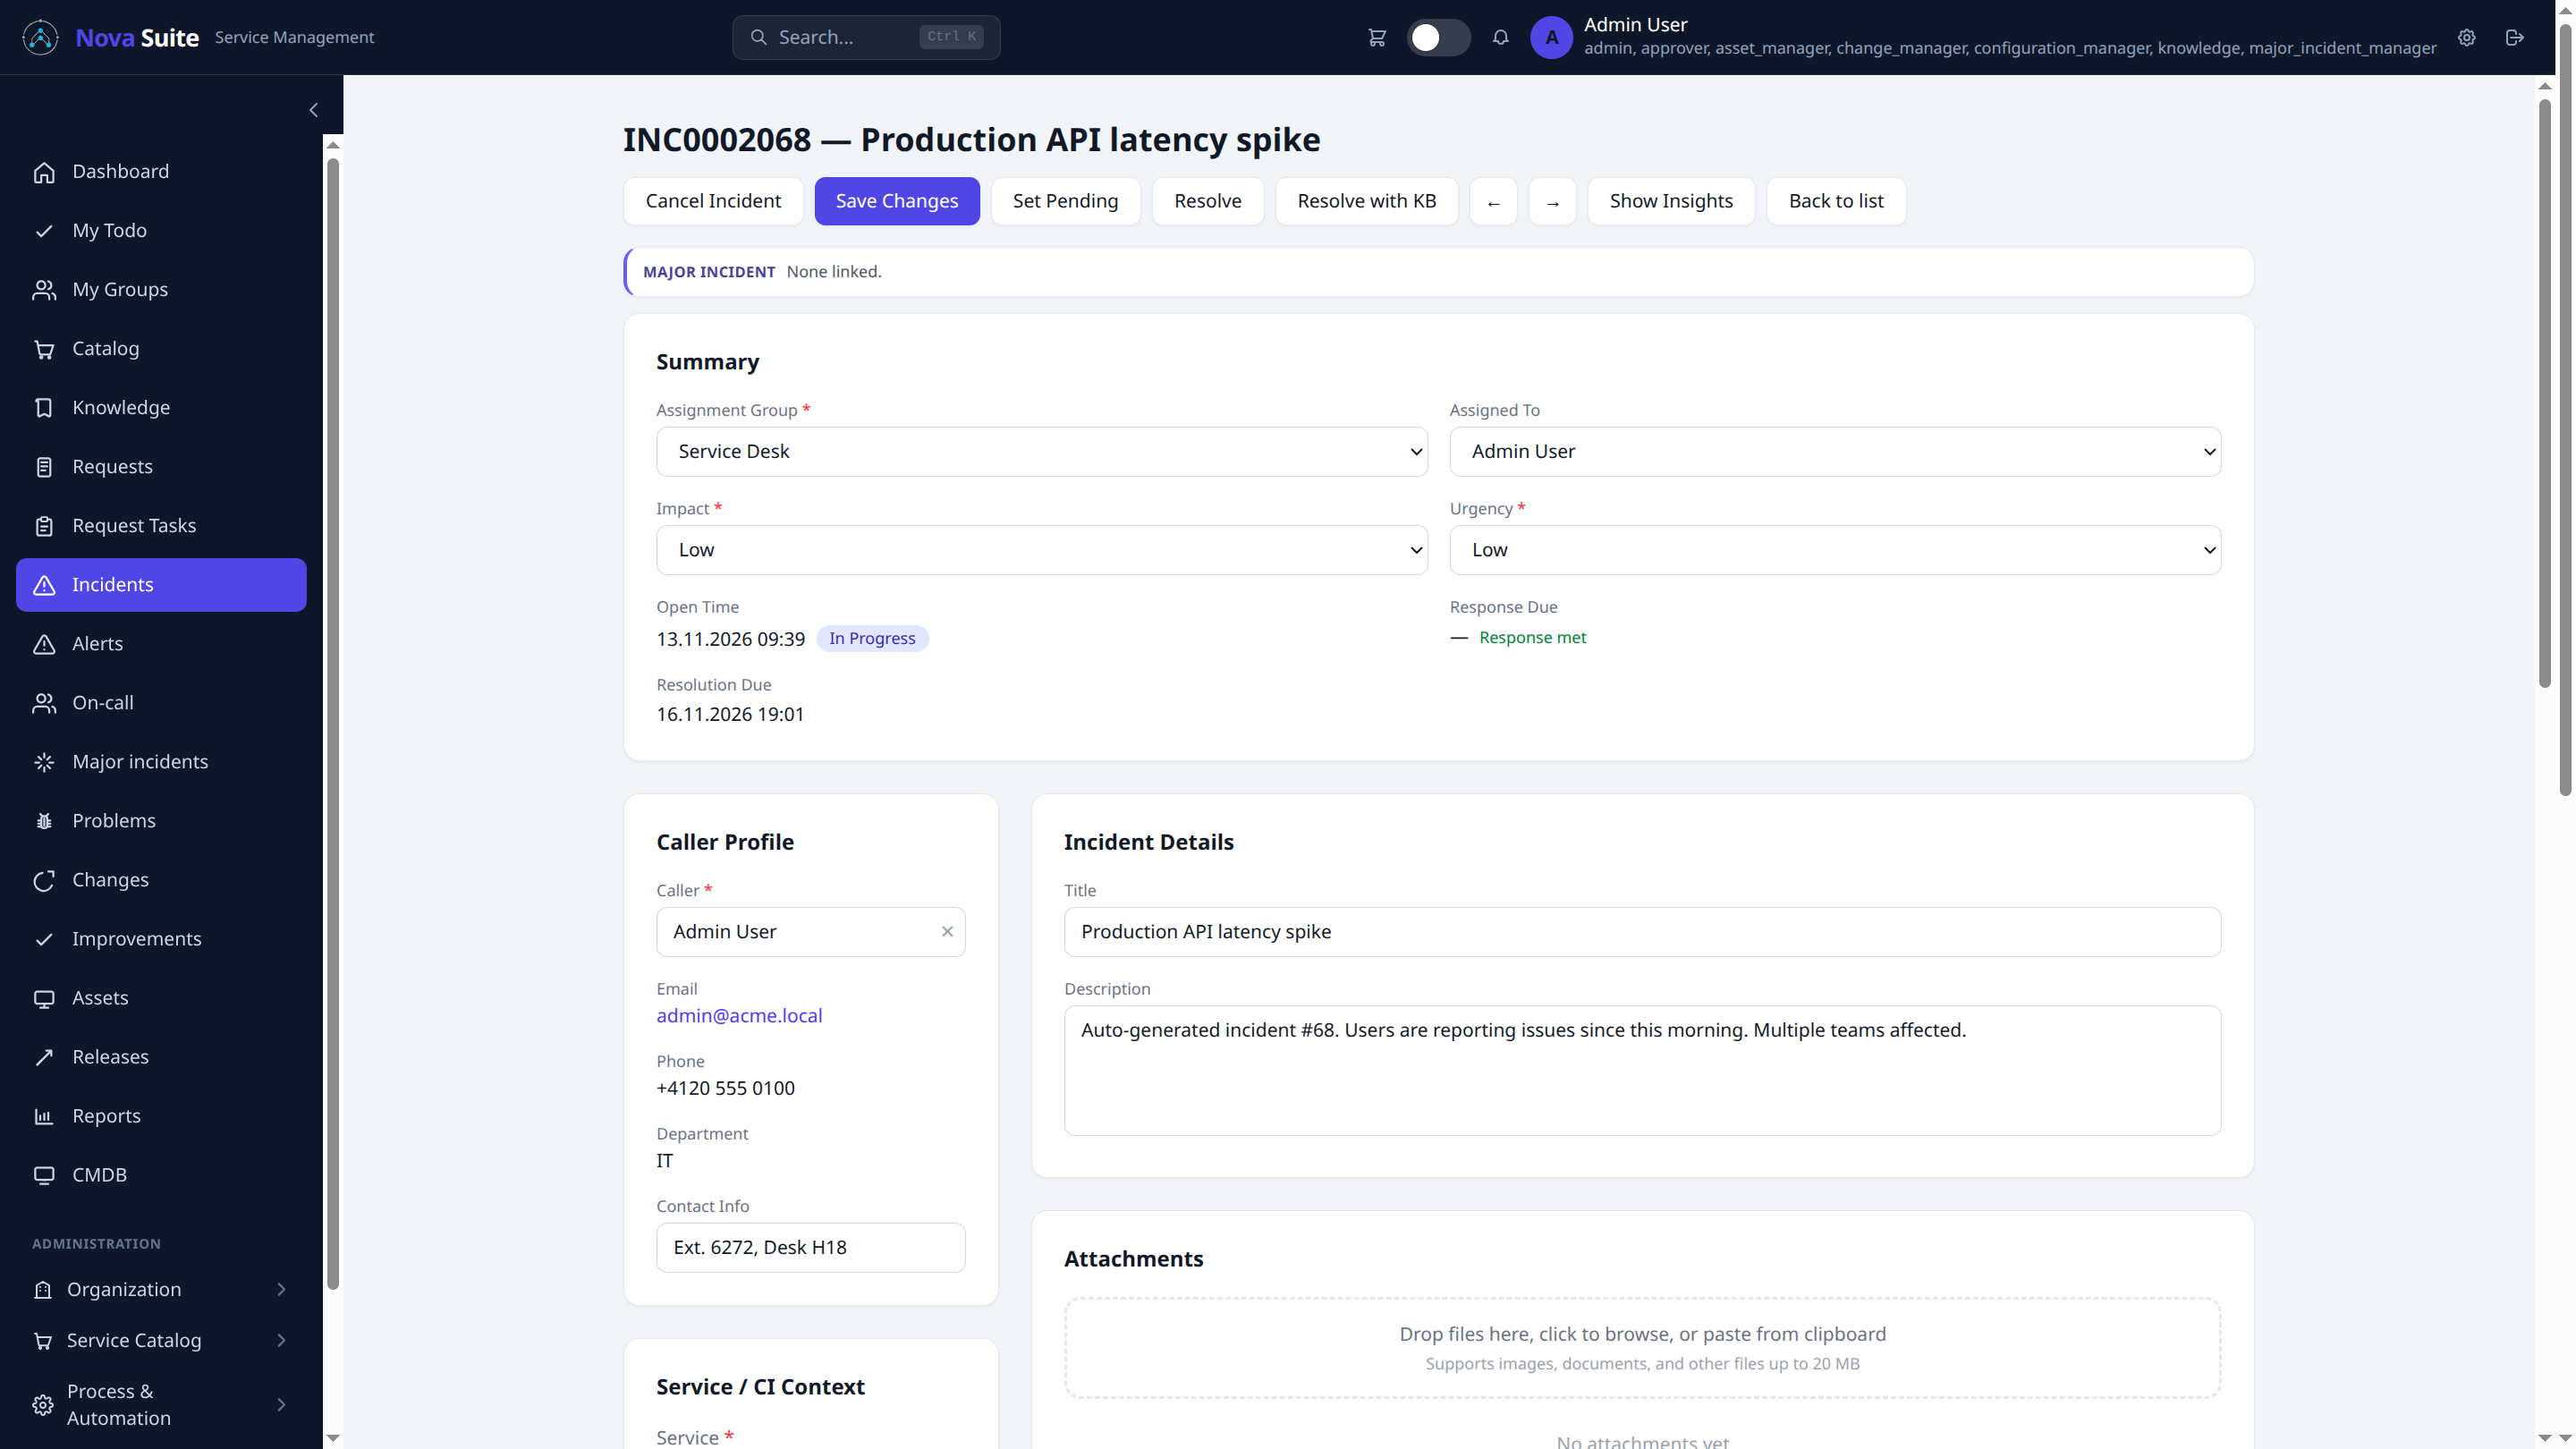 Nova Suite Service Management
Search... Ctrl K
A
Admin User
admin, approver, asset_manager, change_manager, configuration_manager, knowledge, major_incident_manager
Dashboard
My Todo
My Groups
Catalog
Knowledge
Requests
Request Tasks
Incidents
Alerts
On-call
Major incidents
Problems
Changes
Improvements
Assets
Releases
Reports
CMDB
ADMINISTRATION
Organization
Service Catalog
Process &
Automation
INC0002068 — Production API latency spike
Cancel Incident Save Changes Set Pending Resolve Resolve with KB ← → Show Insights Back to list
MAJOR INCIDENT None linked.
Summary
Assignment Group *
Service Desk
Assigned To
Admin User
Impact *
Low
Urgency *
Low
Open Time
13.11.2026 09:39 In Progress
Response Due
— Response met
Resolution Due
16.11.2026 19:01
Caller Profile
Caller *
Admin User
Email
admin@acme.local
Phone
+4120 555 0100
Department
IT
Contact Info
Ext. 6272, Desk H18
Service / CI Context
Service *
Incident Details
Title
Production API latency spike
Description
Auto-generated incident #68. Users are reporting issues since this morning. Multiple teams affected.
Attachments
Drop files here, click to browse, or paste from clipboard
Supports images, documents, and other files up to 20 MB
No attachments yet